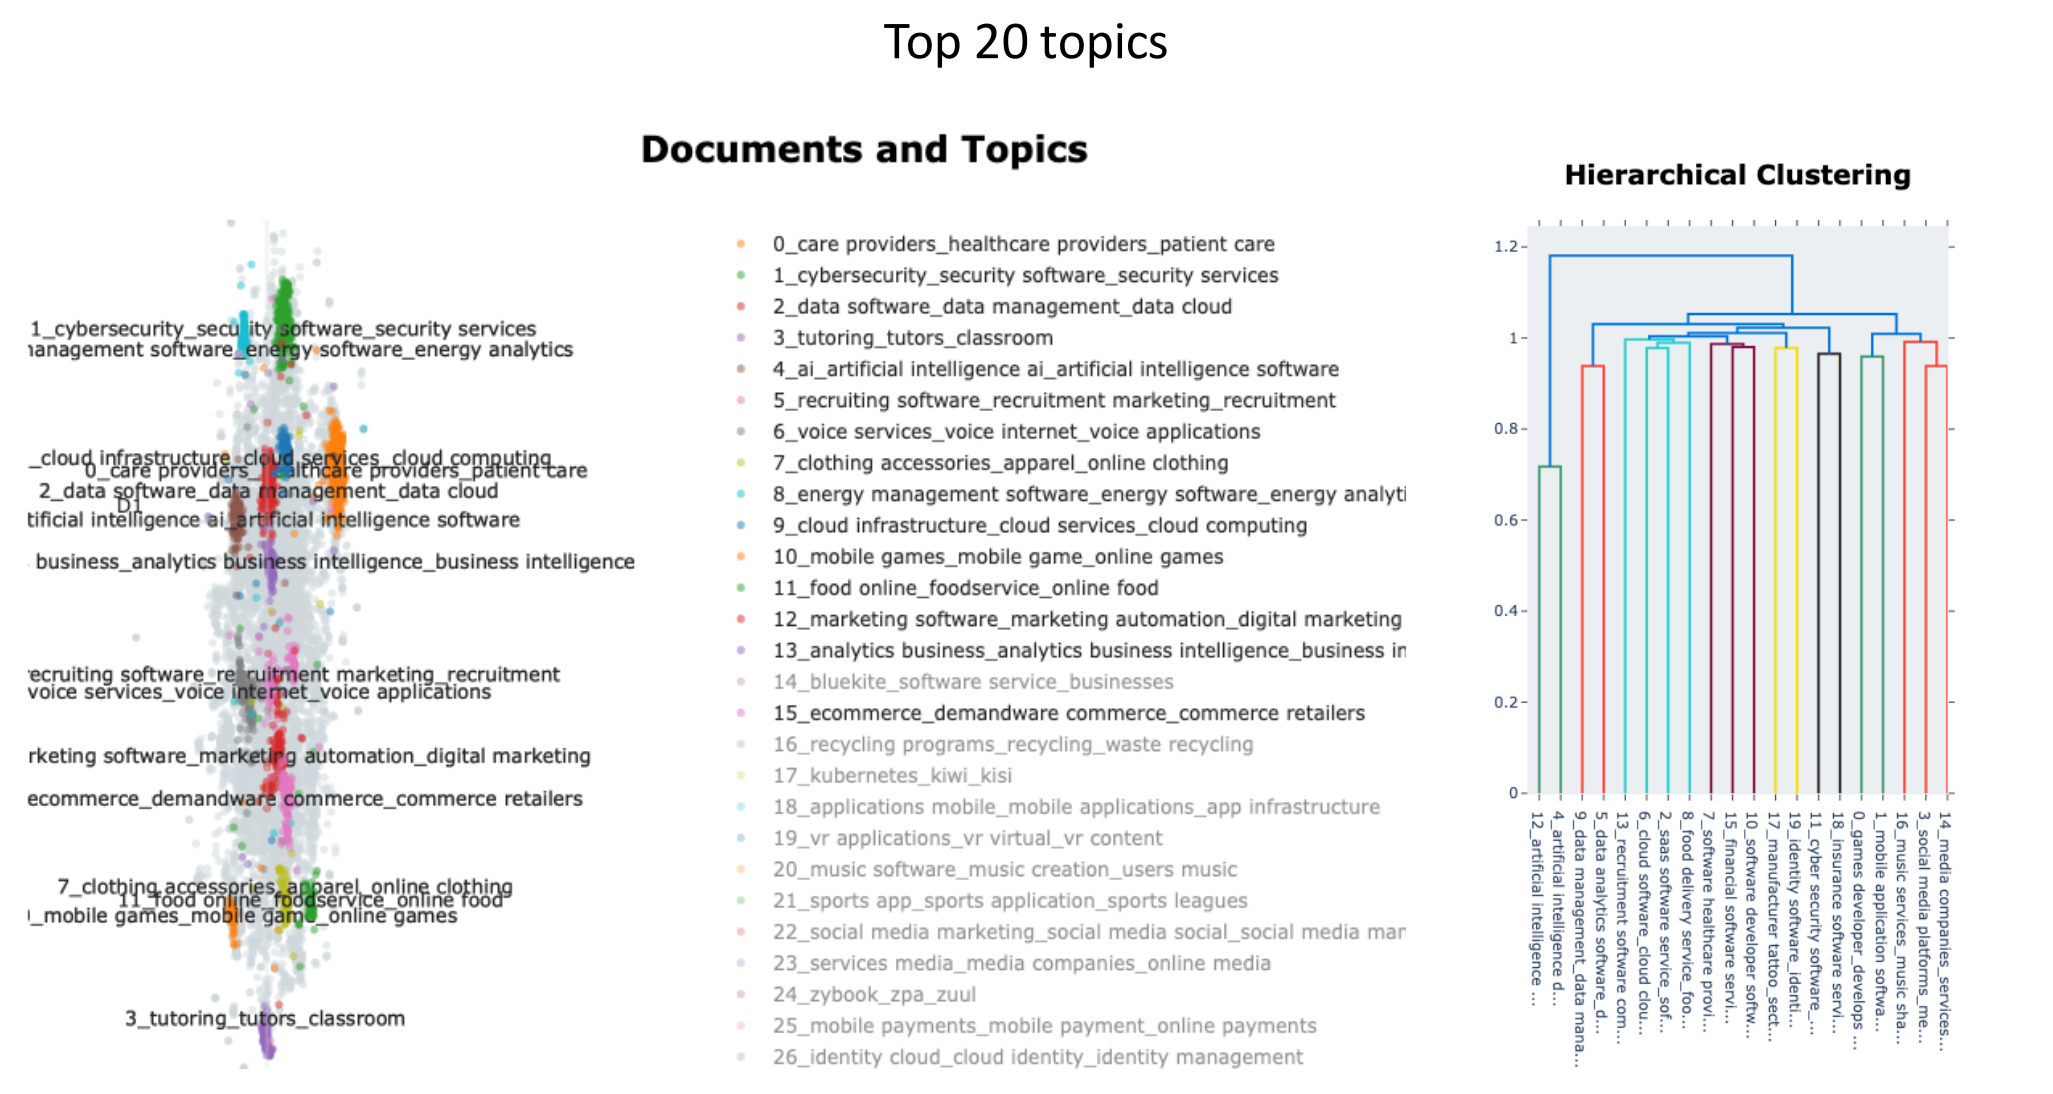 Top 20 topics
Documents and Topics
1_cybersecurity_security software_security services
management software_energy software_energy analytics
_cloud infrastructure_cloud services_cloud computing
0_care providers_healthcare providers_patient care
2_data software_data management_data cloud
D1
tificial intelligence ai_artificial intelligence software
business_analytics business intelligence_business intelligence
recruiting software_recruitment marketing_recruitment
voice services_voice internet_voice applications
rketing software_marketing automation_digital marketing
ecommerce_demandware commerce_commerce retailers
7_clothing accessories_apparel_online clothing
11_food online_foodservice_online food
_mobile games_mobile game_online games
3_tutoring_tutors_classroom
0_care providers_healthcare providers_patient care
1_cybersecurity_security software_security services
2_data software_data management_data cloud
3_tutoring_tutors_classroom
4_ai_artificial intelligence ai_artificial intelligence software
5_recruiting software_recruitment marketing_recruitment
6_voice services_voice internet_voice applications
7_clothing accessories_apparel_online clothing
8_energy management software_energy software_energy analyti
9_cloud infrastructure_cloud services_cloud computing
10_mobile games_mobile game_online games
11_food online_foodservice_online food
12_marketing software_marketing automation_digital marketing
13_analytics business_analytics business intelligence_business in
14_bluekite_software service_businesses
15_ecommerce_demandware commerce_commerce retailers
16_recycling programs_recycling_waste recycling
17_kubernetes_kiwi_kisi
18_applications mobile_mobile applications_app infrastructure
19_vr applications_vr virtual_vr content
20_music software_music creation_users music
21_sports app_sports application_sports leagues
22_social media marketing_social media social_social media mar
23_services media_media companies_online media
24_zybook_zpa_zuul
25_mobile payments_mobile payment_online payments
26_identity cloud_cloud identity_identity management
Hierarchical Clustering
1.2
1
0.8
0.6
0.4
0.2
0
12_artificial intelligence ...
4_artificial intelligence d...
9_data management_data mana...
5_data analytics software_d...
13_recruitment software com...
6_cloud software_cloud clou...
2_saas software service_sof...
8_food delivery service_foo...
7_software healthcare provi...
15_financial software servi...
10_software developer softw...
17_manufacturer tattoo_sect...
19_identity software_identi...
11_cyber security software_...
18_insurance software servi...
0_games developer_develops ...
1_mobile application softwa...
16_music services_music sha...
3_social media platforms_me...
14_media companies_services...